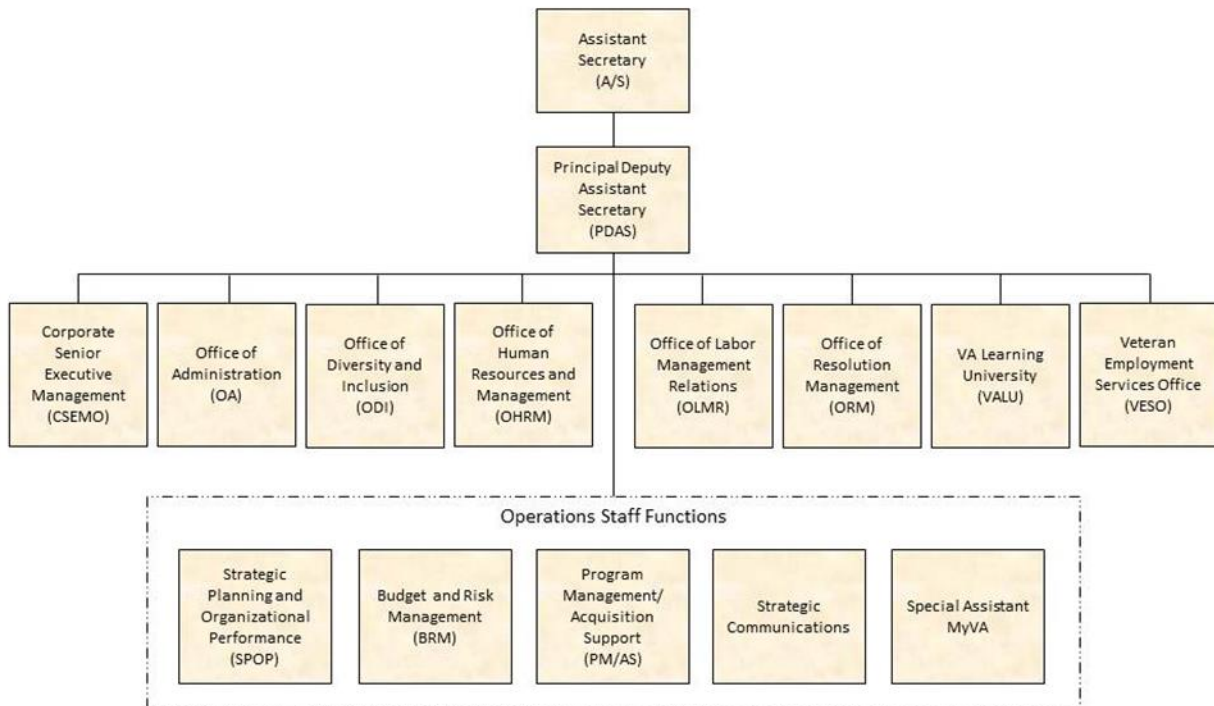 Assistant
Secretary
(A/S)
Principal Deputy
Assistant
Secretary
(PDAS)
Corporate
Senior
Executive
Management
(CSEMO)
Office of
Administration
(OA)
Office of
Diversity and
Inclusion
(ODI)
Office of
Human
Resources and
Management
(OHRM)
Office of Labor
Management
Relations
(OLMR)
Office of
Resolution
Management
(ORM)
VA Learning
University
(VALU)
Veteran
Employment
Services Office
(VESO)
Operations Staff Functions
Strategic
Planning and
Organizational
Performance
(SPOP)
Budget and Risk
Management
(BRM)
Program
Management/
Acquisition
Support
(PM/AS)
Strategic
Communications
Special Assistant
MyVA